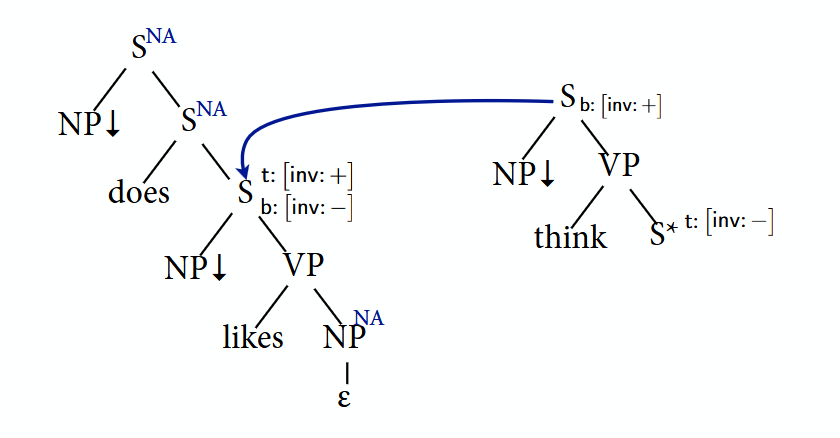 S NA
NP↓ S NA
does S t: [inv: +]
b: [inv: −]
NP↓ VP
likes NP NA
ε
S b: [inv: +]
NP↓ VP
think S* t: [inv: −]